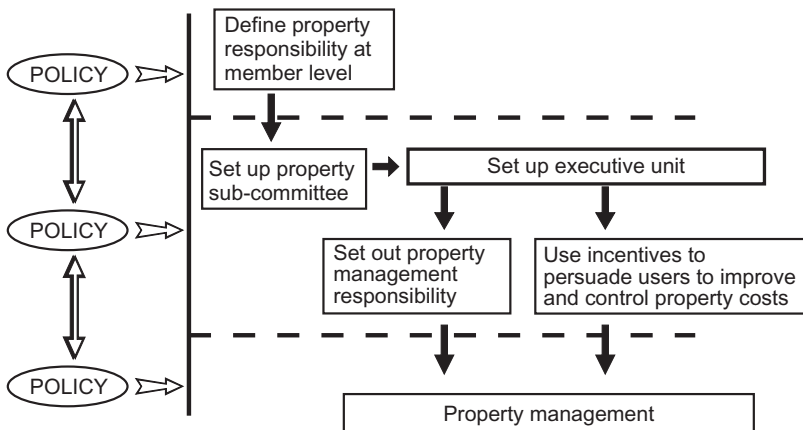 Define property
responsibility at
member level
POLICY
Set up property
sub-committee
Set up executive unit
POLICY
Set out property
management
responsibility
Use incentives to
persuade users to improve
and control property costs
POLICY
Property management